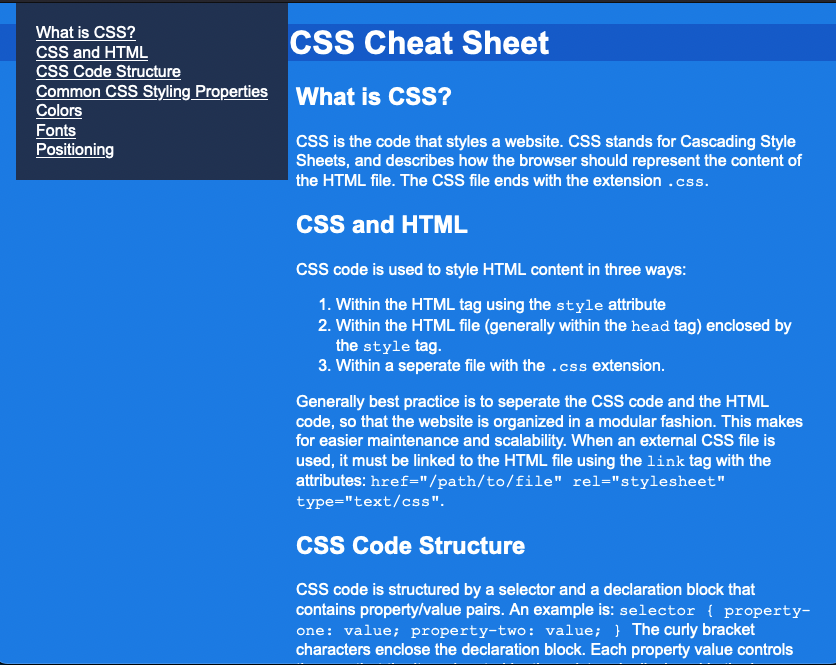 What is CSS?
CSS and HTML
CSS Code Structure
Common CSS Styling Properties
Colors
Fonts
Positioning
CSS Cheat Sheet
What is CSS?
CSS is the code that styles a website. CSS stands for Cascading Style
Sheets, and describes how the browser should represent the content of
the HTML file. The CSS file ends with the extension .css.
CSS and HTML
CSS code is used to style HTML content in three ways:
1. Within the HTML tag using the style attribute
2. Within the HTML file (generally within the head tag) enclosed by
the style tag.
3. Within a seperate file with the .css extension.
Generally best practice is to seperate the CSS code and the HTML
code, so that the website is organized in a modular fashion. This makes
for easier maintenance and scalability. When an external CSS file is
used, it must be linked to the HTML file using the link tag with the
attributes: href="/path/to/file" rel="stylesheet"
type="text/css".
CSS Code Structure
CSS code is structured by a selector and a declaration block that
contains property/value pairs. An example is: selector { property-
one: value; property-two: value; } The curly bracket
characters enclose the declaration block. Each property value controls